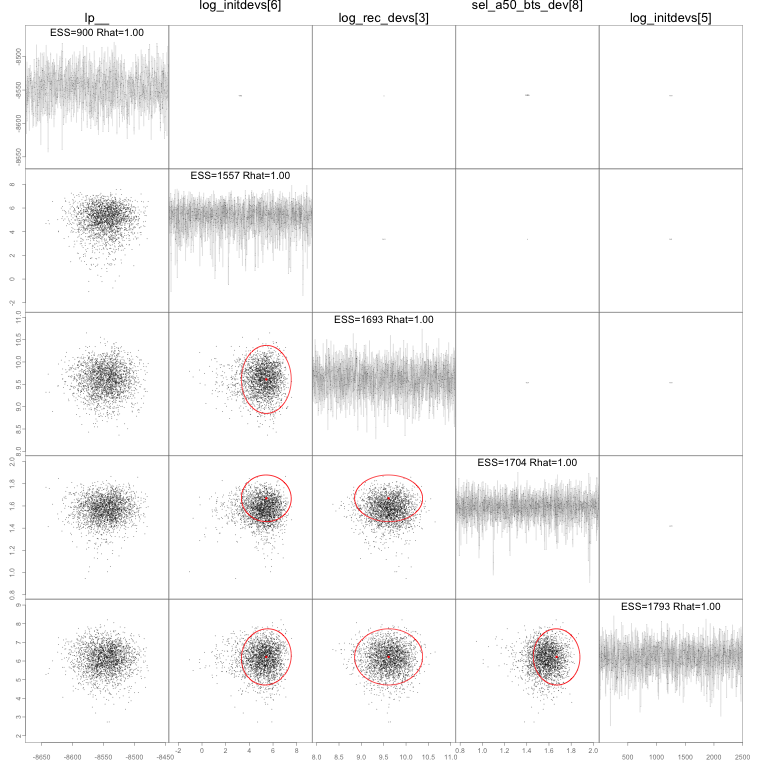 lp__
log_initdevs[6]
log_rec_devs[3]
sel_a50_bts_dev[8]
log_initdevs[5]
ESS=900 Rhat=1.00
-8500
-8550
-8600
-8650
ESS=1557 Rhat=1.00
8
6
4
2
0
-2
ESS=1693 Rhat=1.00
11.0
10.5
10.0
9.5
9.0
8.5
8.0
ESS=1704 Rhat=1.00
2.0
1.8
1.6
1.4
1.2
1.0
0.8
ESS=1793 Rhat=1.00
9
8
7
6
5
4
3
2
-8650 -8600 -8550 -8500 -8450
-2 0 2 4 6 8
8.0 9.0 9.5 10.0 10.5 11.0
0.8 1.0 1.2 1.4 1.6 1.8 2.0
500 1000 1500 2000 2500